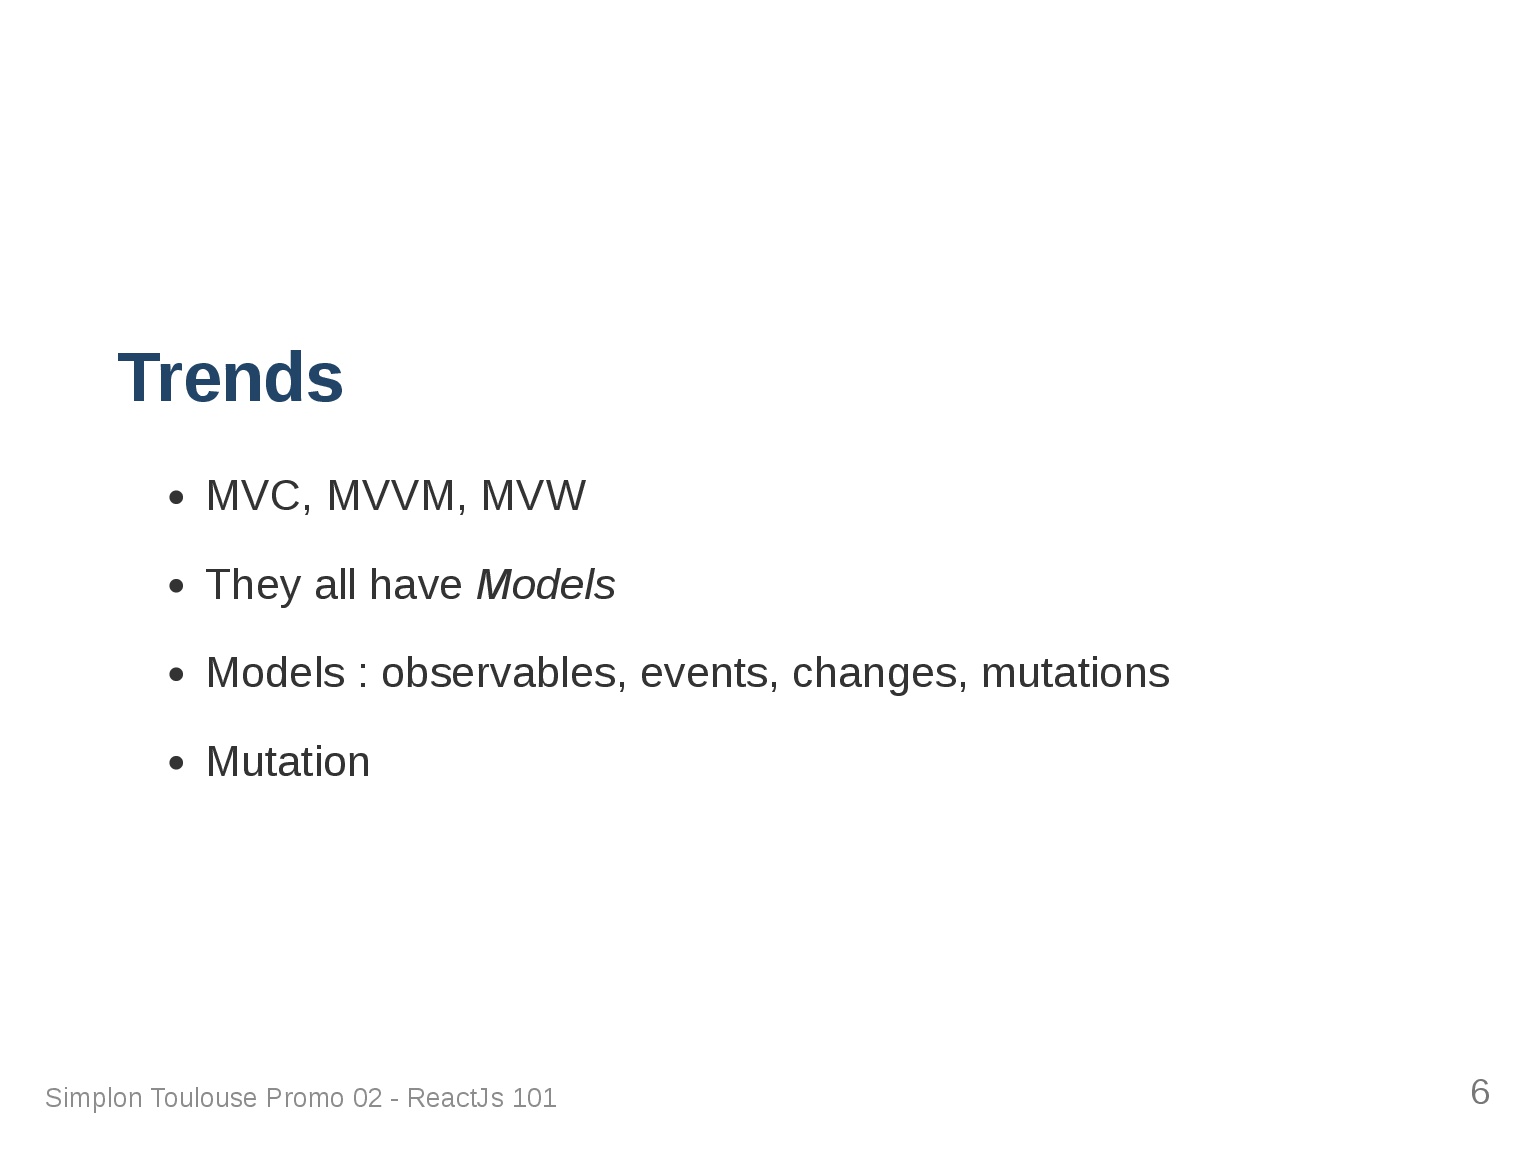 Trends
• MVC, MVVM, MVW
• They all have Models
• Models : observables, events, changes, mutations
• Mutation
Simplon Toulouse Promo 02 - ReactJs 101
6